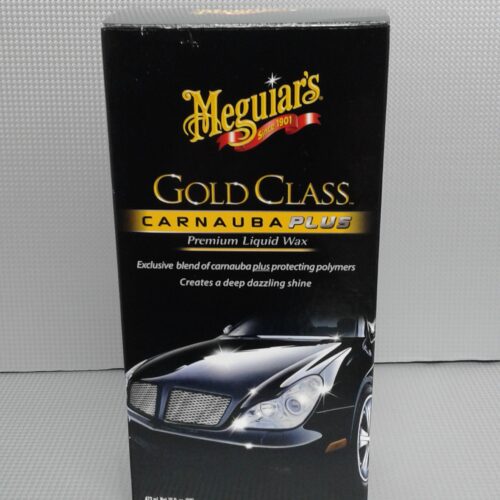 Meguiar's
Since 1901
GOLD CLASS™
CARNAUBA PLUS
Premium Liquid Wax
Exclusive blend of carnauba plus protecting polymers
Creates a deep dazzling shine